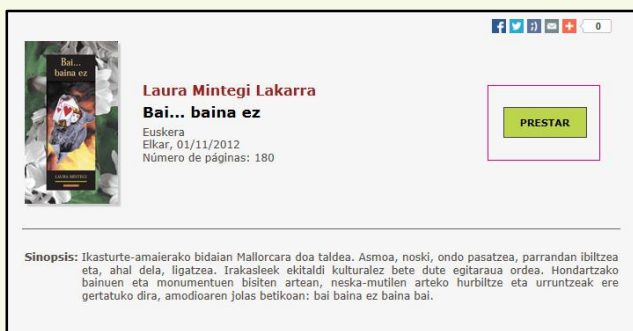 0
Bai...
baina ez
LAURA MINTEGI
Laura Mintegi Lakarra
Bai... baina ez
Euskera
Elkar, 01/11/2012
Número de páginas: 180
PRESTAR
Sinopsis: Ikasturte-amaierako bidaian Mallorcara doa taldea. Asmoa, noski, ondo pasatzea, parrandan ibiltzea
eta, ahal dela, ligatzea. Irakasleek ekitaldi kulturalez bete dute egitaraua ordea. Hondartzako
bainuen eta monumentuen bisiten artean, neska-mutilen arteko hurbiltze eta urruntzeak ere
gertatuko dira, amodioaren jolas betikoan: bai baina ez baina bai.